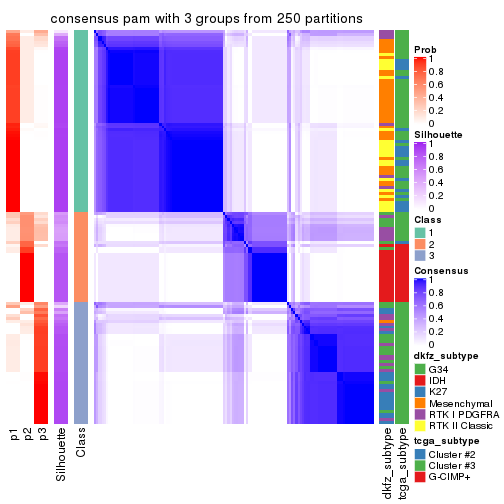 consensus pam with 3 groups from 250 partitions
Prob
1
0.8
0.6
0.4
0.2
0
Silhouette
1
0.8
0.6
0.4
0.2
0
Class
1
2
3
Consensus
1
0.8
0.6
0.4
0.2
0
dkfz_subtype
G34
IDH
K27
Mesenchymal
RTK I PDGFRA
RTK II Classic
tcga_subtype
Cluster #2
Cluster #3
G-CIMP+
p1
p2
p3
Silhouette
Class
dkfz_subtype
tcga_subtype